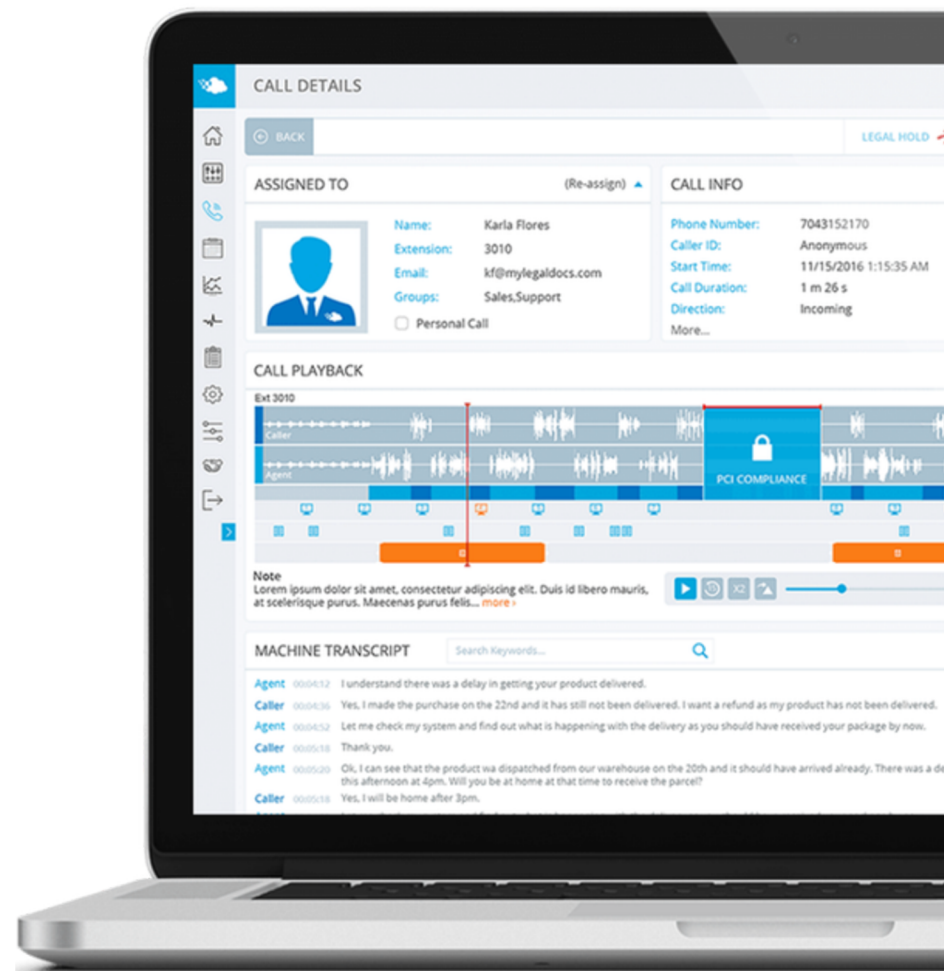 CALL DETAILS
BACK
LEGAL HOLD
ASSIGNED TO
(Re-assign)
Name: Karla Flores
Extension: 3010
Email: kf@mylegaldocs.com
Groups: Sales,Support
Personal Call
CALL INFO
Phone Number: 7043152170
Caller ID: Anonymous
Start Time: 11/15/2016 1:15:35 AM
Call Duration: 1 m 26 s
Direction: Incoming
More...
CALL PLAYBACK
Ext 3010
Caller
Agent
PCI COMPLIANCE
Note
Lorem ipsum dolor sit amet, consectetur adipiscing elit. Duis id libero mauris,
at scelerisque purus. Maecenas purus felis... more ›
X2
MACHINE TRANSCRIPT
Search Keywords...
Agent 00:04:12 I understand there was a delay in getting your product delivered.
Caller 00:04:36 Yes, I made the purchase on the 22nd and it has still not been delivered. I want a refund as my product has not been delivered.
Agent 00:04:52 Let me check my system and find out what is happening with the delivery as you should have received your package by now.
Caller 00:05:18 Thank you.
Agent 00:05:20 Ok, I can see that the product wa dispatched from our warehouse on the 20th and it should have arrived already. There was a de
this afternoon at 4pm. Will you be at home at that time to receive the parcel?
Caller 00:05:18 Yes, I will be home after 3pm.